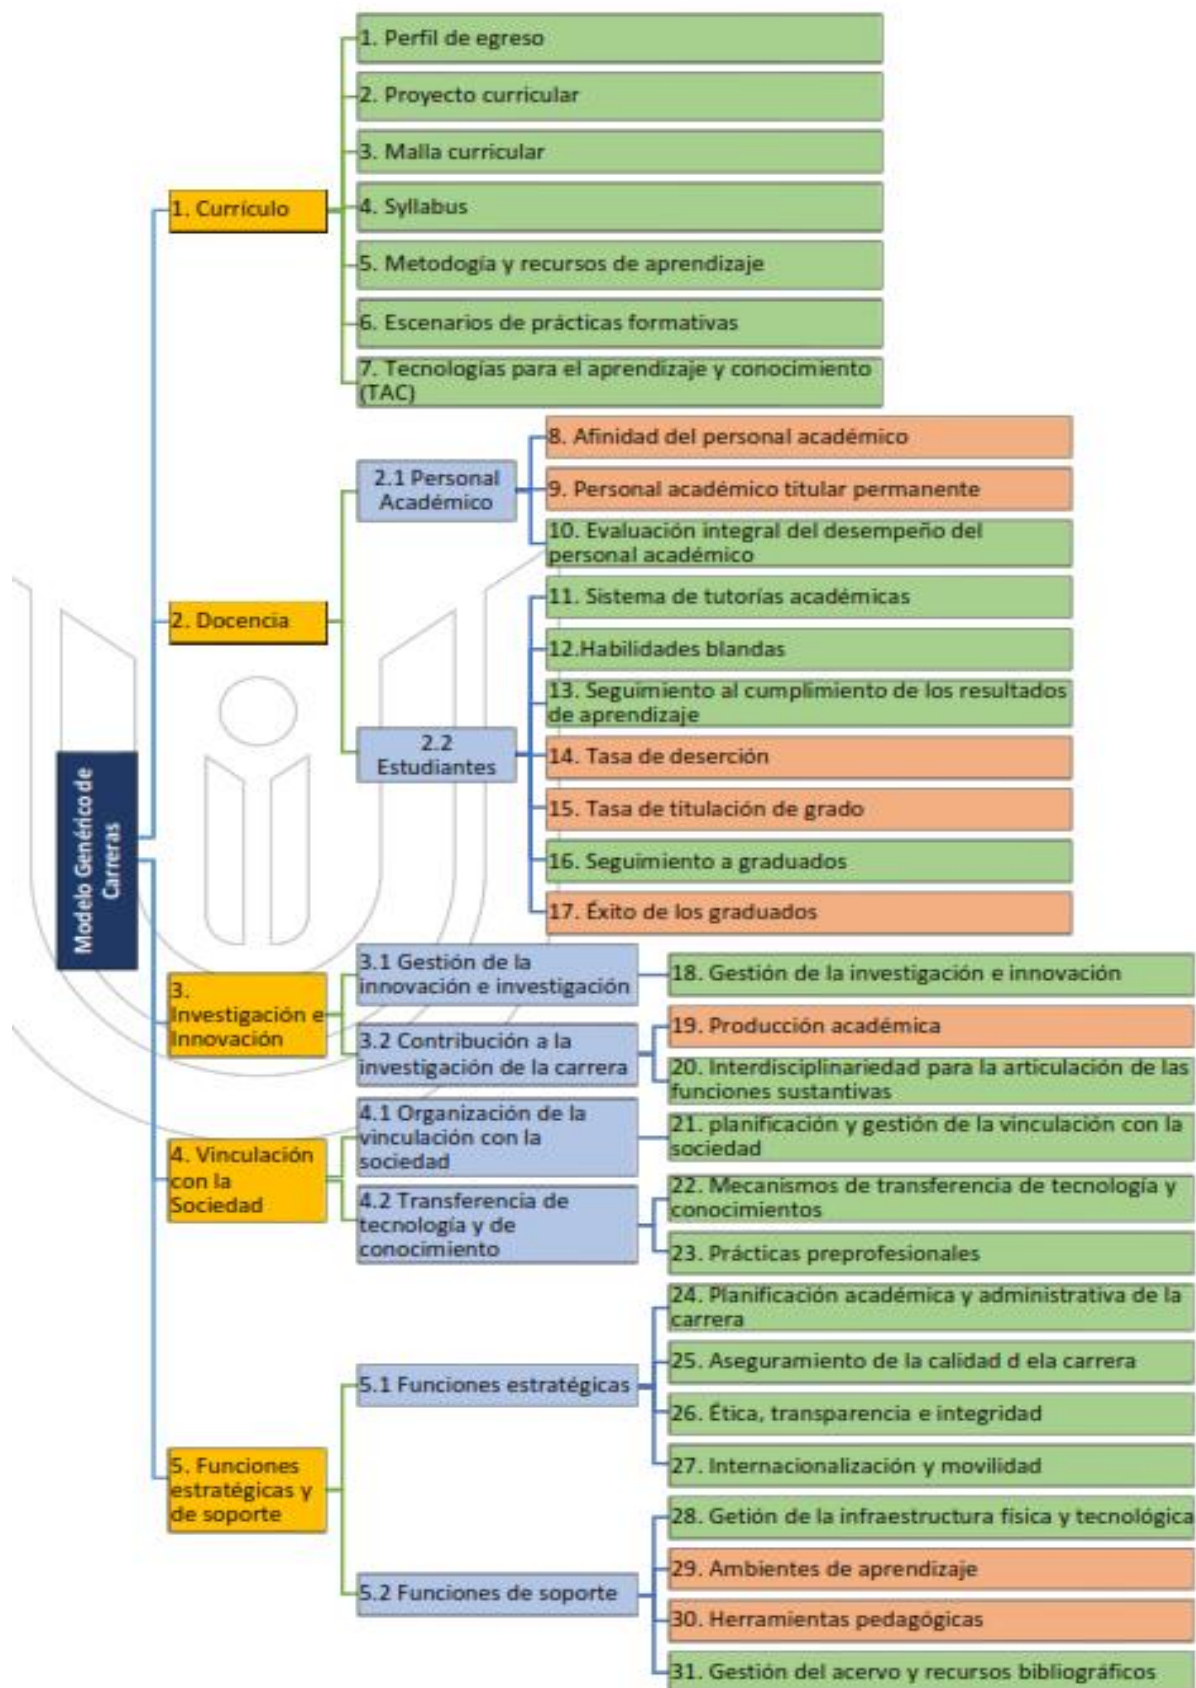 1. Perfil de egreso
2. Proyecto curricular
3. Malla curricular
1. Currículo
4. Syllabus
5. Metodogía y recursos de aprendizaje
6. Escenarios de prácticas formativas
7. Tecnologías para el aprendizaje y conocimiento
(TAC)
8. Afinidad del personal académico
2.1 Personal
Académico
9. Personal académico titular permanente
10. Evaluación integral del desempeño del
personal académico
11. Sistema de tutorías académicas
2. Docencia
12.Habilidades blandas
13. Seguimiento al cumplimiento de los resultados
de aprendizaje
2.2
Estudiantes
14. Tasa de deserción
15. Tasa de titulación de grado
Modelo Genérico de
Carreras
16. Seguimiento a graduados
17. Éxito de los graduados
3.
Investigación e
Innovación
3.1 Gestión de la
innovación e investigación
18. Gestión de la investigación e innovación
3.2 Contribución a la
investigación de la carrera
19. Producción académica
20. Interdisciplinariedad para la articulación de las
funciones sustantivas
4. Vinculación
con la
Sociedad
4.1 Organización de la
vinculación con la
sociedad
21. planificación y gestión de la vinculación con la
sociedad
4.2 Transferencia de
tecnología y de
conocimiento
22. Mecanismos de transferencia de tecnología y
conocimientos
23. Prácticas preprofesionales
24. Planificación académica y administrativa de la
carrera
5.1 Funciones estratégicas
25. Aseguramiento de la calidad d ela carrera
26. Ética, transparencia e integridad
27. Internacionalización y movilidad
5. Funciones
estratégicas y
de soporte
28. Getión de la infraestructura física y tecnológica
29. Ambientes de aprendizaje
5.2 Funciones de soporte
30. Herramientas pedagógicas
31. Gestión del acervo y recursos bibliográficos